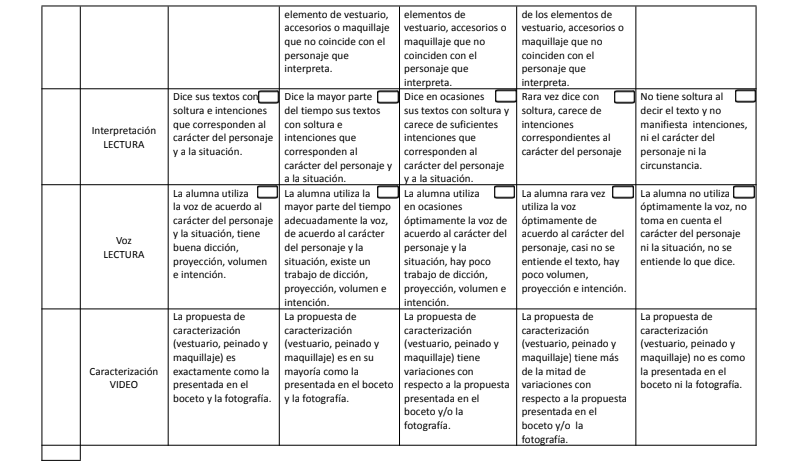 elemento de vestuario,
accesorios o maquillaje
que no coincide con el
personaje que
interpreta.
elementos de
vestuario, accesorios o
maquillaje que no
coinciden con el
personaje que
interpreta.
de los elementos de
vestuario, accesorios o
maquillaje que no
coinciden con el
personaje que
interpreta.
Interpretación
LECTURA
Dice sus textos con
soltura e intenciones
que corresponden al
carácter del personaje
y a la situación.
Dice la mayor parte
del tiempo sus textos
con soltura e
intenciones que
corresponden al
carácter del personaje y
a la situación.
Dice en ocasiones
sus textos con soltura y
carece de suficientes
intenciones que
corresponden al
carácter del personaje
y a la situación.
Rara vez dice con
soltura, carece de
intenciones
correspondientes al
carácter del personaje
No tiene soltura al
decir el texto y no
manifiesta intenciones,
ni el carácter del
personaje ni la
circunstancia.
Voz
LECTURA
La alumna utiliza
la voz de acuerdo al
carácter del personaje
y la situación, tiene
buena dicción,
proyección, volumen
e intención.
La alumna utiliza la
mayor parte del tiempo
adecuadamente la voz,
de acuerdo al carácter
del personaje y la
situación, existe un
trabajo de dicción,
proyección, volumen e
intención.
La alumna utiliza
en ocasiones
óptimamente la voz de
acuerdo al carácter del
personaje y la
situación, hay poco
trabajo de dicción,
proyección, volumen e
intención.
La alumna rara vez
utiliza la voz
óptimamente de
acuerdo al carácter del
personaje, casi no se
entiende el texto, hay
poco volumen,
proyección e intención.
La alumna no utiliza
óptimamente la voz, no
toma en cuenta el
carácter del personaje
ni la situación, no se
entiende lo que dice.
Caracterización
VIDEO
La propuesta de
caracterización
(vestuario, peinado y
maquillaje) es
exactamente como la
presentada en el
boceto y la fotografía.
La propuesta de
caracterización
(vestuario, peinado y
maquillaje) es en su
mayoría como la
presentada en el boceto
y la fotografía.
La propuesta de
caracterización
(vestuario, peinado y
maquillaje) tiene
variaciones con
respecto a la propuesta
presentada en el
boceto y/o la
fotografía.
La propuesta de
caracterización
(vestuario, peinado y
maquillaje) tiene más
de la mitad de
variaciones con
respecto a la propuesta
presentada en el
boceto y/o la
fotografía.
La propuesta de
caracterización
(vestuario, peinado y
maquillaje) no es como
la presentada en el
boceto ni la fotografía.